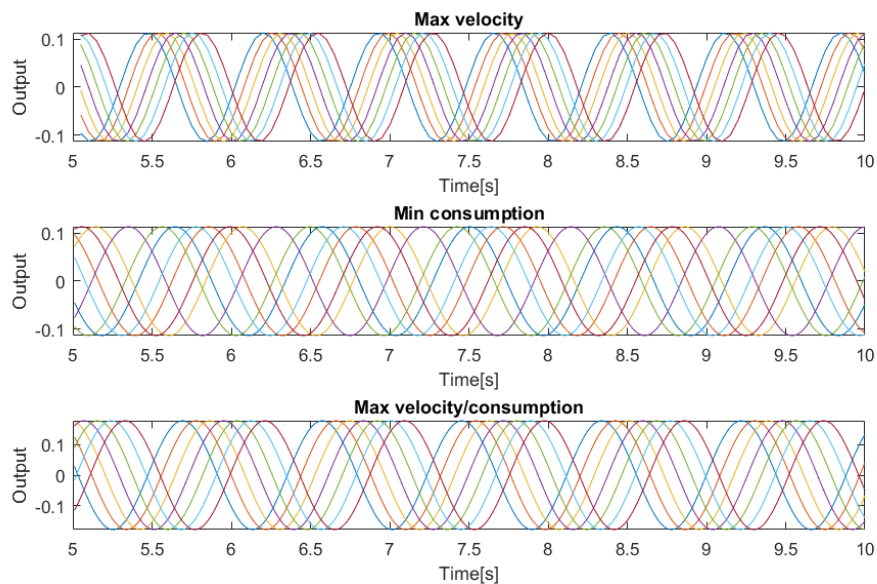 Max velocity
0.1
0
-0.1
Output
5 5.5 6 6.5 7 7.5 8 8.5 9 9.5 10
Time[s]
Min consumption
0.1
0
-0.1
Output
5 5.5 6 6.5 7 7.5 8 8.5 9 9.5 10
Time[s]
Max velocity/consumption
0.1
0
-0.1
Output
5 5.5 6 6.5 7 7.5 8 8.5 9 9.5 10
Time[s]